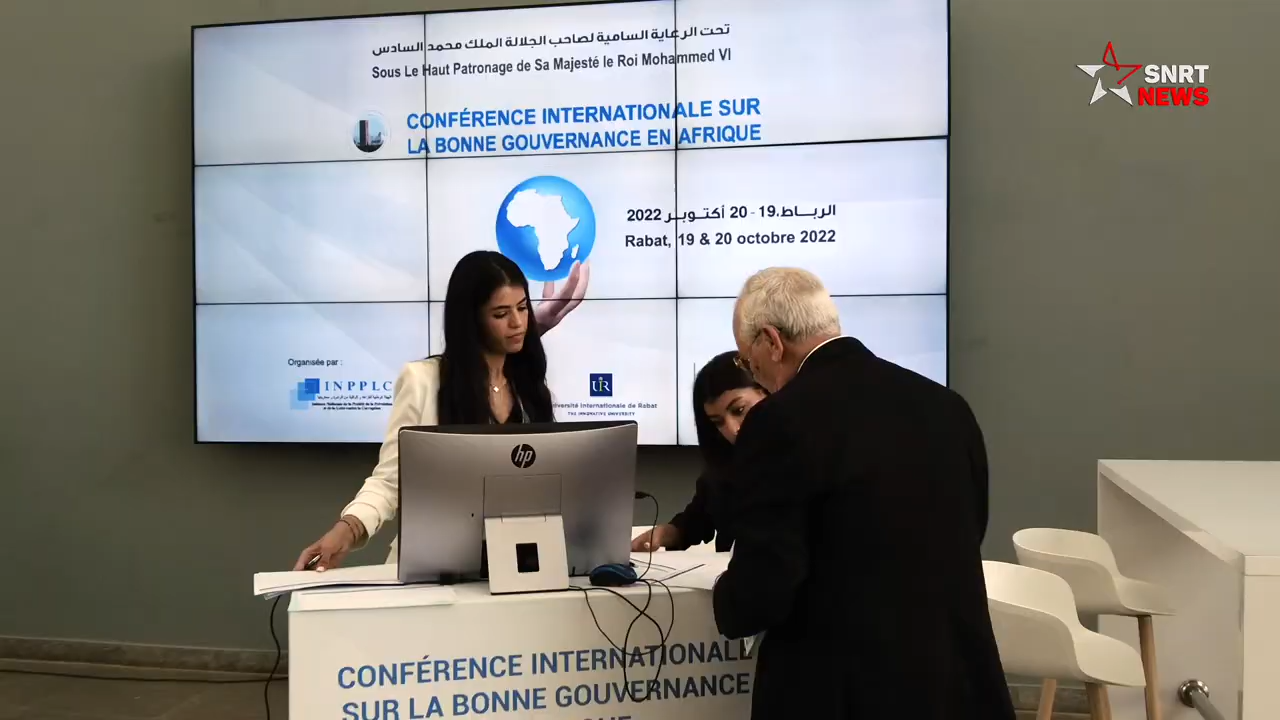 تحت الرعاية السامية لصاحب الجلالة الملك محمد السادس
Sous Le Haut Patronage de Sa Majesté le Roi Mohammed VI
SNRT
NEWS
CONFÉRENCE INTERNATIONALE SUR
LA BONNE GOUVERNANCE EN AFRIQUE
الرباط،19 - 20 أكتوبر 2022
Rabat, 19 & 20 octobre 2022
Organisée par :
INPPLC
UIR
Université Internationale de Rabat
THE INNOVATIVE UNIVERSITY
hp
CONFÉRENCE INTERNATIONALE
SUR LA BONNE GOUVERNANCE